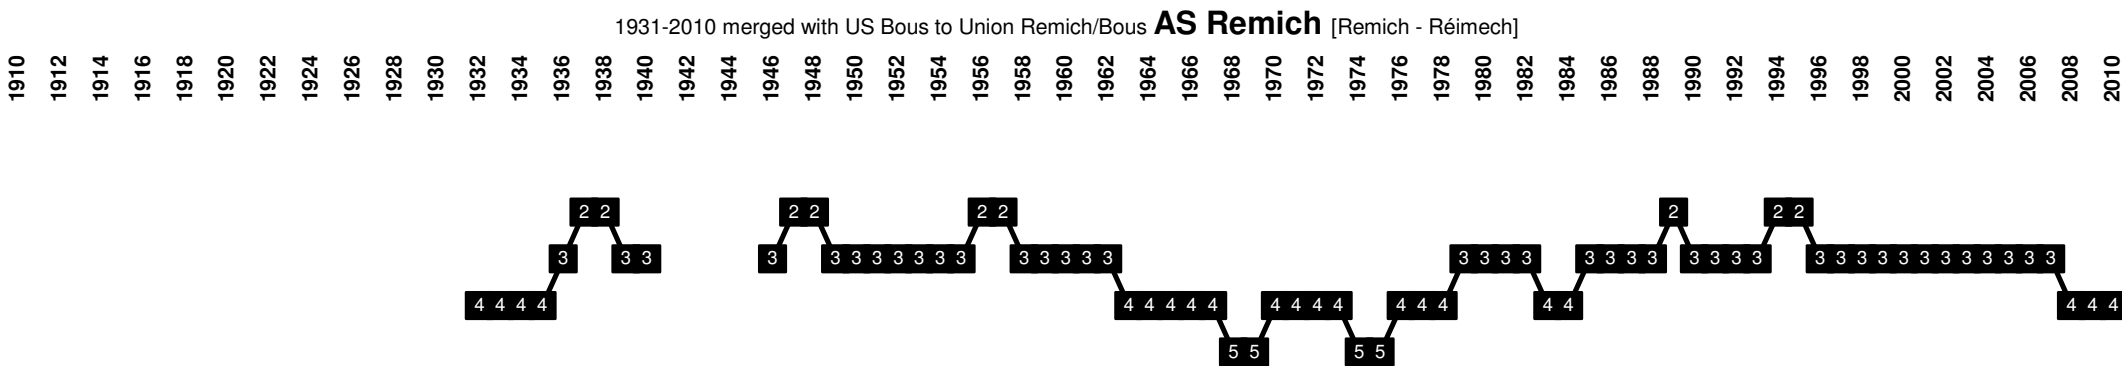 1931-2010 merged with US Bous to Union Remich/Bous AS Remich [Remich - Réimech]
1910 1912 1914 1916 1918 1920 1922 1924 1926 1928 1930 1932 1934 1936 1938 1940 1942 1944 1946 1948 1950 1952 1954 1956 1958 1960 1962 1964 1966 1968 1970 1972 1974 1976 1978 1980 1982 1984 1986 1988 1990 1992 1994 1996 1998 2000 2002 2004 2006 2008 2010
2 2 2 2 2 2 2 2 2
3 3 3 3 3 3 3 3 3 3 3 3 3 3 3 3 3 3 3 3 3 3 3 3 3 3 3 3 3 3 3 3 3 3 3 3 3 3 3 3
4 4 4 4 4 4 4 4 4 4 4 4 4 4 4 4 4 4 4 4 4
5 5 5 5